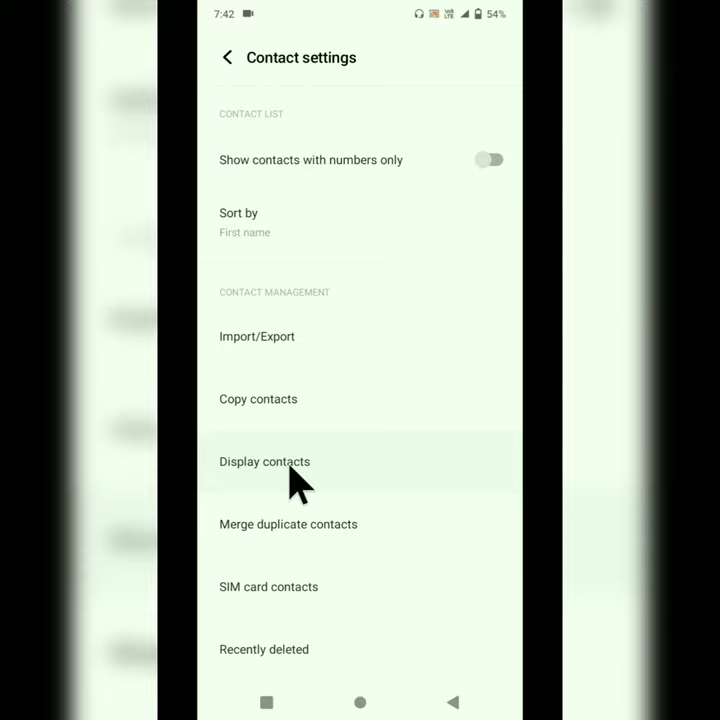 7:42 54%
Contact settings
CONTACT LIST
Show contacts with numbers only
Sort by
First name
CONTACT MANAGEMENT
Import/Export
Copy contacts
Display contacts
Merge duplicate contacts
SIM card contacts
Recently deleted